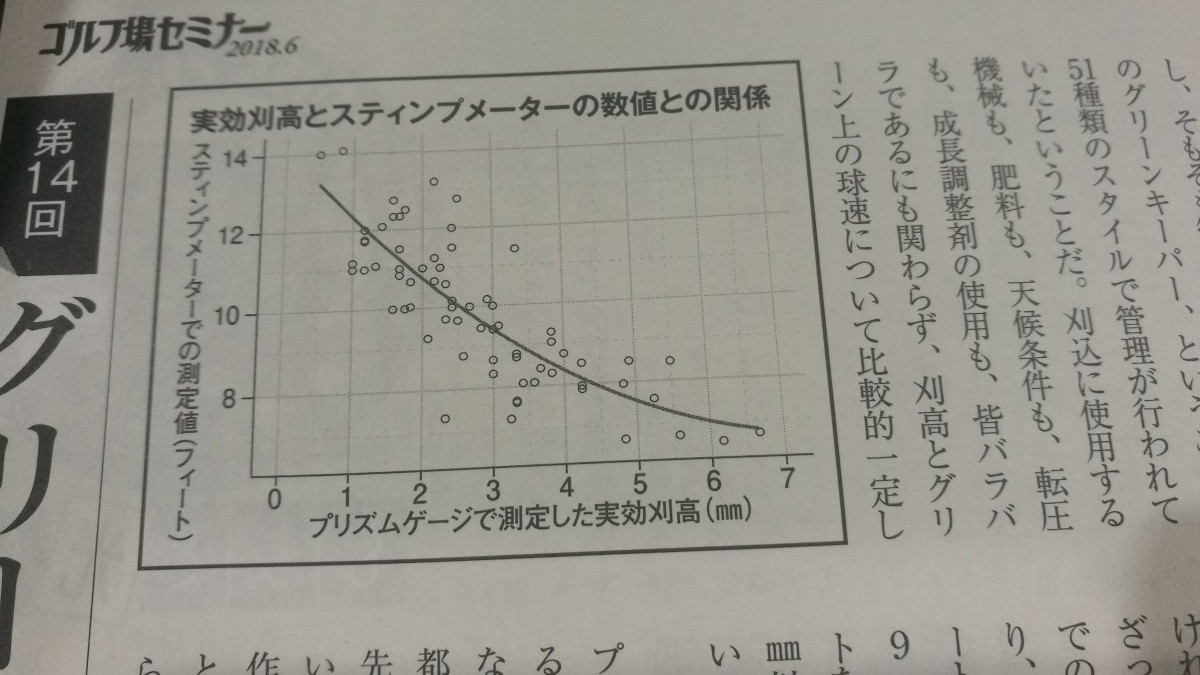 ゴルフ場セミナー
2018.6
第14回
グリー
実効刈高とスティンプメーターの数値との関係
スティンプメーターでの測定値(フィート)
14
12
10
8
0 1 2 3 4 5 6 7
プリズムゲージで測定した実効刈高(㎜)
のグリーンキーパー、という
51種類のスタイルで管理が行われて
いたということだ。刈込に使用する
機械も、肥料も、天候条件も、転圧
も、成長調整剤の使用も、皆バラバ
ラであるにも関わらず、刈高とグリ
ーン上の球速について比較的一定し
けれ
ざっ
での
り、
ート
9
トを
㎜
い
プ
る
な
都
先
い
作
と
ら